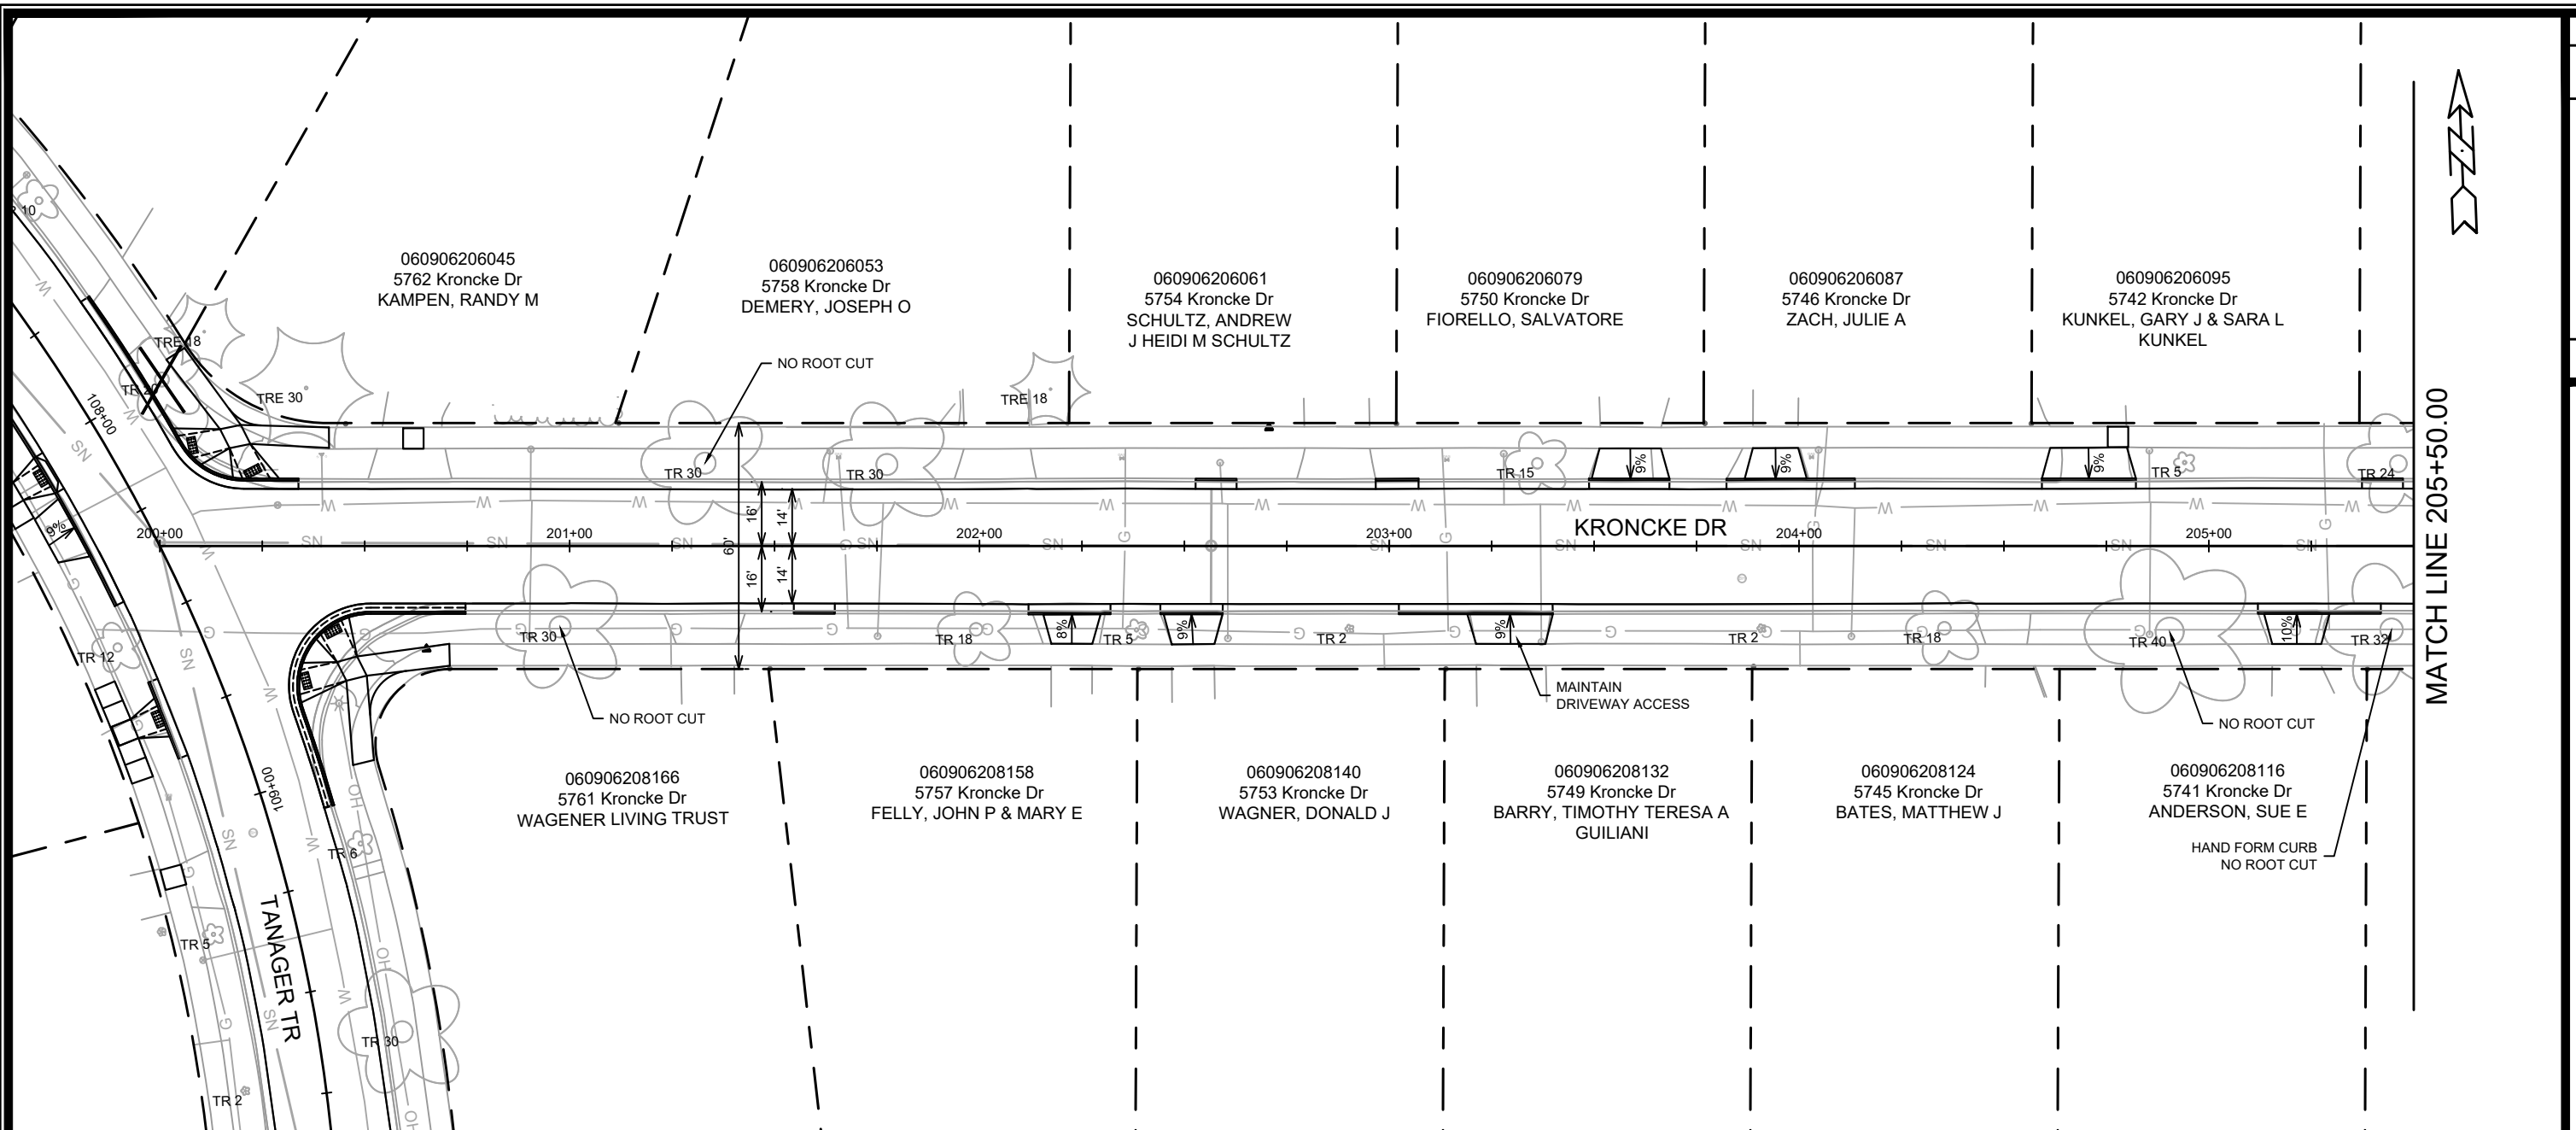 060906206045
5762 Kroncke Dr
KAMPEN, RANDY M
060906206053
5758 Kroncke Dr
DEMERY, JOSEPH O
060906206061
5754 Kroncke Dr
SCHULTZ, ANDREW
J HEIDI M SCHULTZ
060906206079
5750 Kroncke Dr
FIORELLO, SALVATORE
060906206087
5746 Kroncke Dr
ZACH, JULIE A
060906206095
5742 Kroncke Dr
KUNKEL, GARY J & SARA L
KUNKEL
10
TRE 18
TR 20
TRE 30
NO ROOT CUT
TRE 18
TR 30
TR 30
TR 15
9%
9%
9%
TR 5
TR 24
108+00
9%
200+00
201+00
202+00
203+00
204+00
205+00
KRONCKE DR
16'
14'
60'
16'
14'
MATCH LINE 205+50.00
TR 12
TR 30
TR 18
8%
TR 5
9%
TR 2
9%
TR 2
TR 18
TR 40
10%
TR 32
NO ROOT CUT
MAINTAIN
DRIVEWAY ACCESS
NO ROOT CUT
109+00
060906208166
5761 Kroncke Dr
WAGENER LIVING TRUST
060906208158
5757 Kroncke Dr
FELLY, JOHN P & MARY E
060906208140
5753 Kroncke Dr
WAGNER, DONALD J
060906208132
5749 Kroncke Dr
BARRY, TIMOTHY TERESA A
GUILIANI
060906208124
5745 Kroncke Dr
BATES, MATTHEW J
060906208116
5741 Kroncke Dr
ANDERSON, SUE E
HAND FORM CURB
NO ROOT CUT
TR 6
TR 5
TANAGER TR
TR 30
TR 2